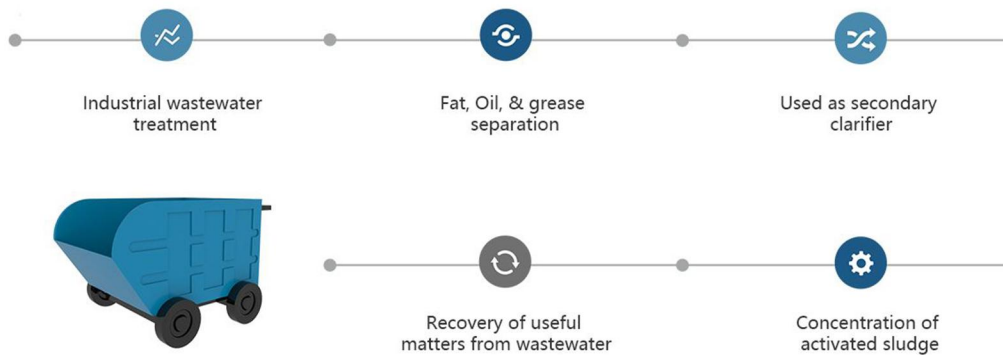 Industrial wastewater
treatment
Fat, Oil, & grease
separation
Used as secondary
clarifier
Recovery of useful
matters from wastewater
Concentration of
activated sludge